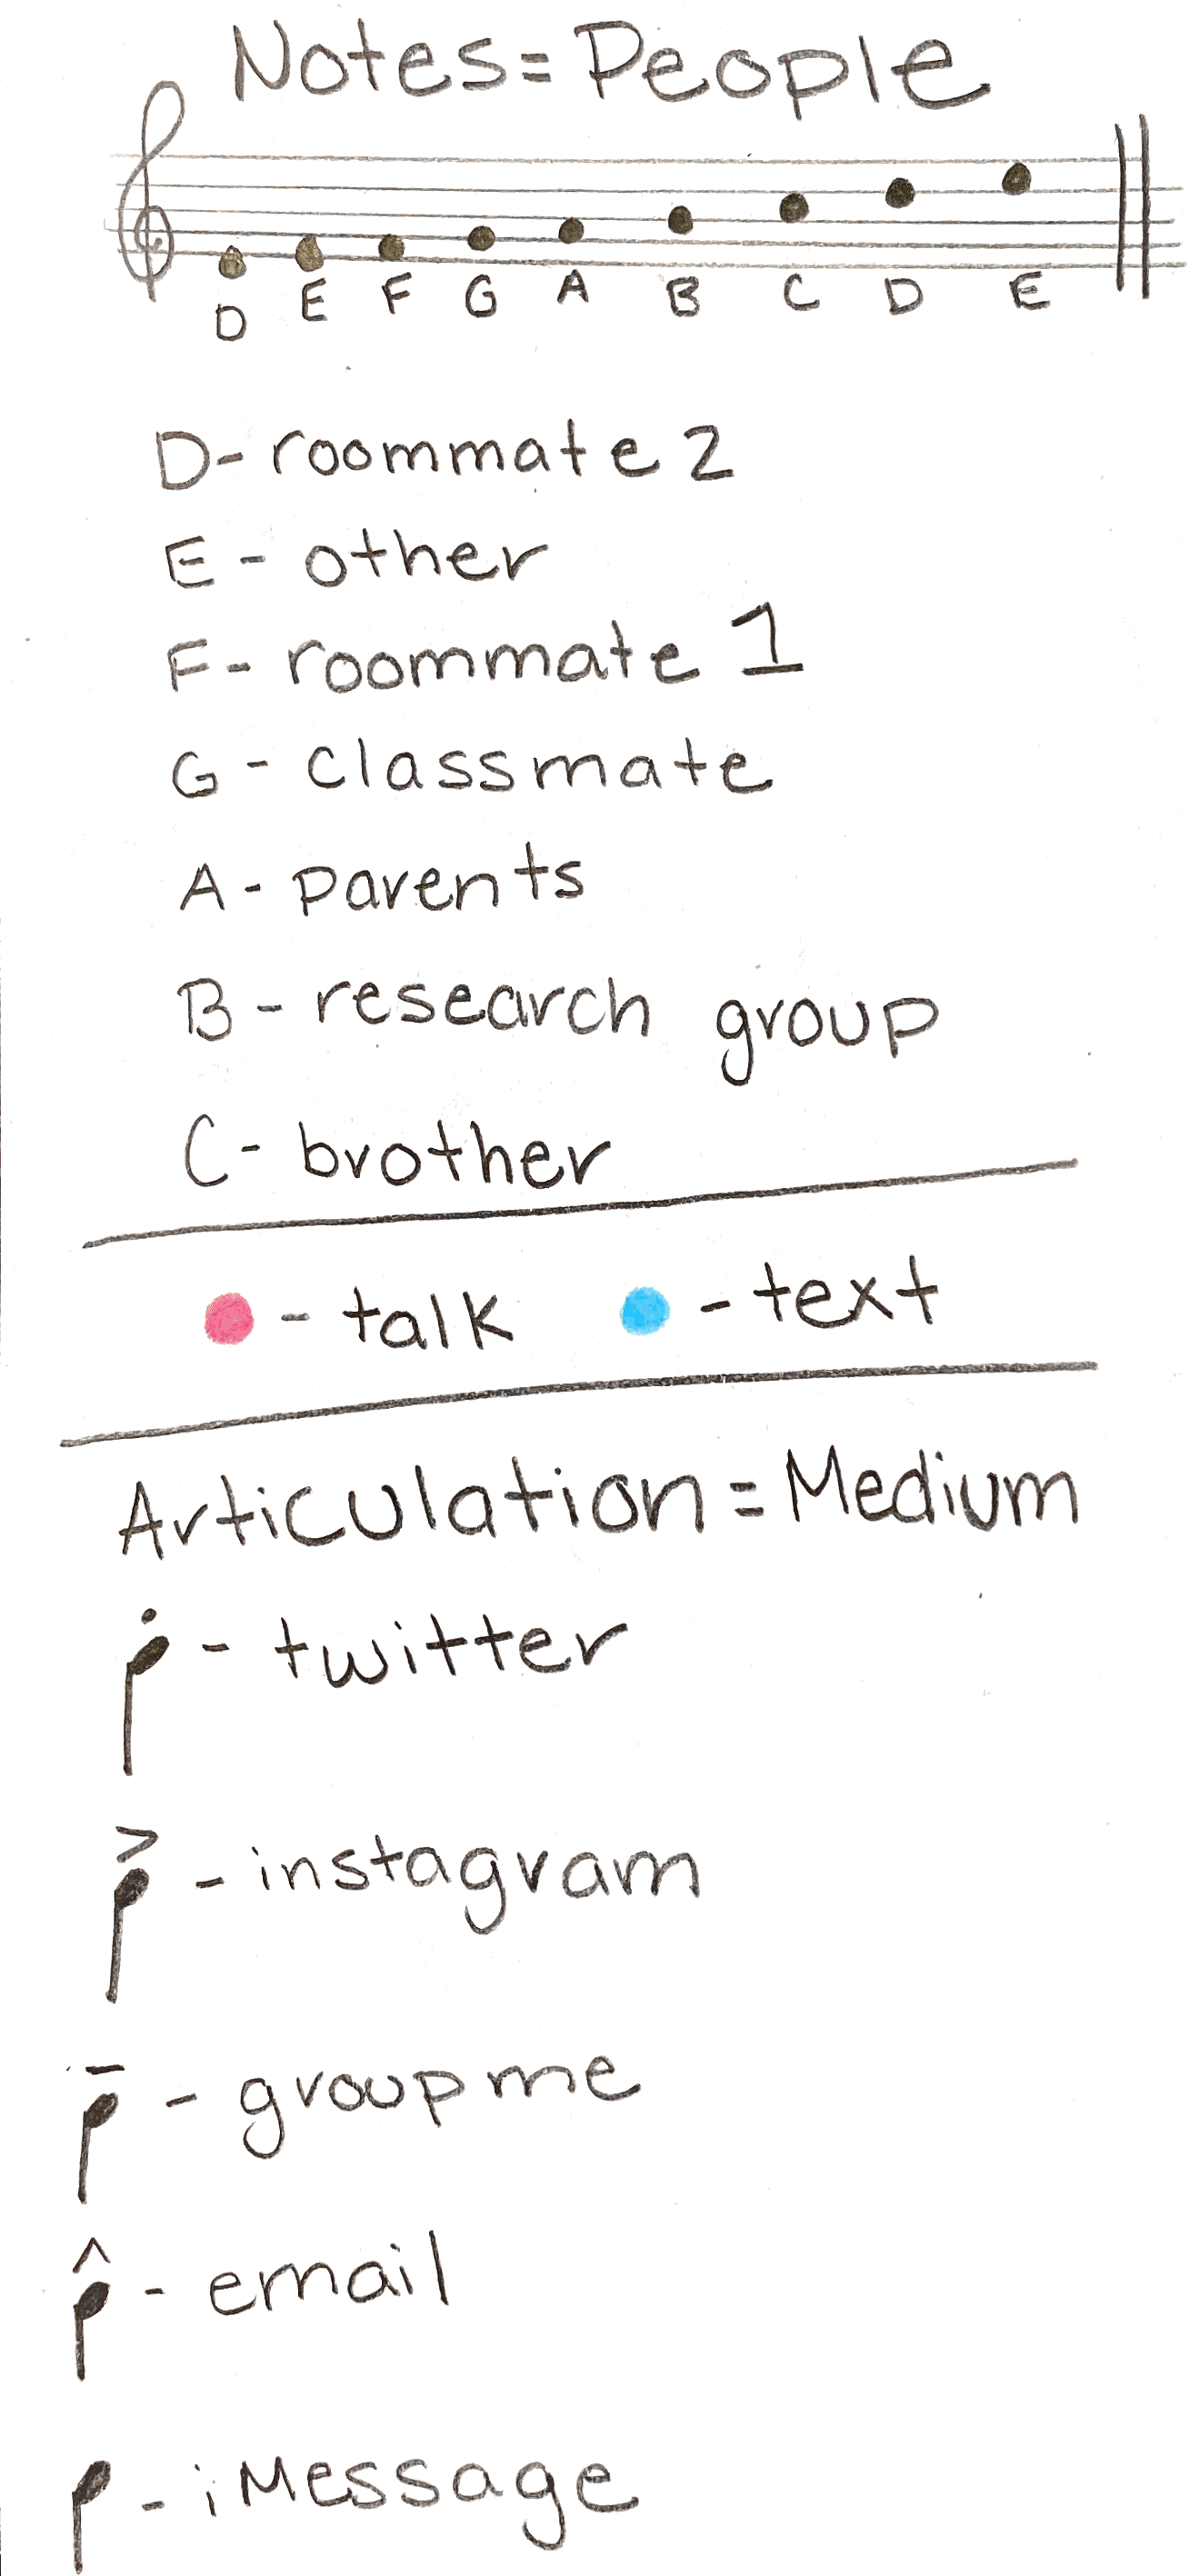 Notes=People
D E F G A B C D E
D- roommate 2
E - other
F- roommate 1
G - classmate
A - parents
B - research group
C- brother
- talk - text
Articulation = Medium
- twitter
- instagram
- groupme
- email
- iMessage